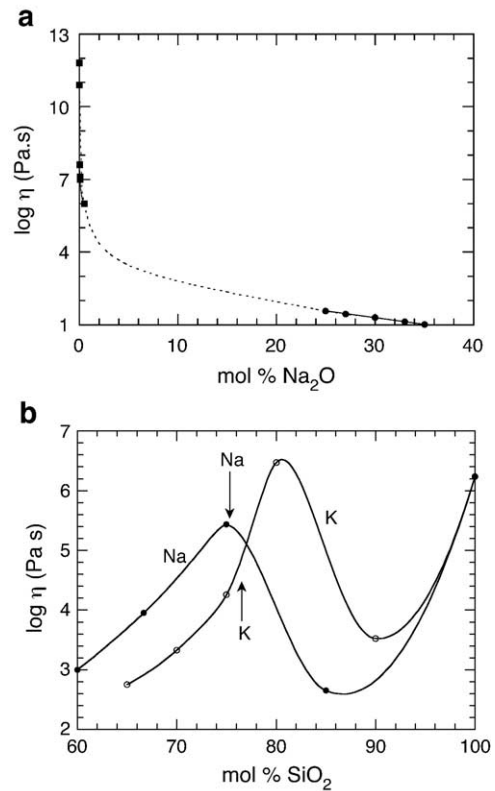 a
13
10
7
4
1
log η (Pa.s)
0 10 20 30 40
mol % Na₂O
b
7
6
5
4
3
2
log η (Pa s)
Na
Na
K
K
60 70 80 90 100
mol % SiO₂